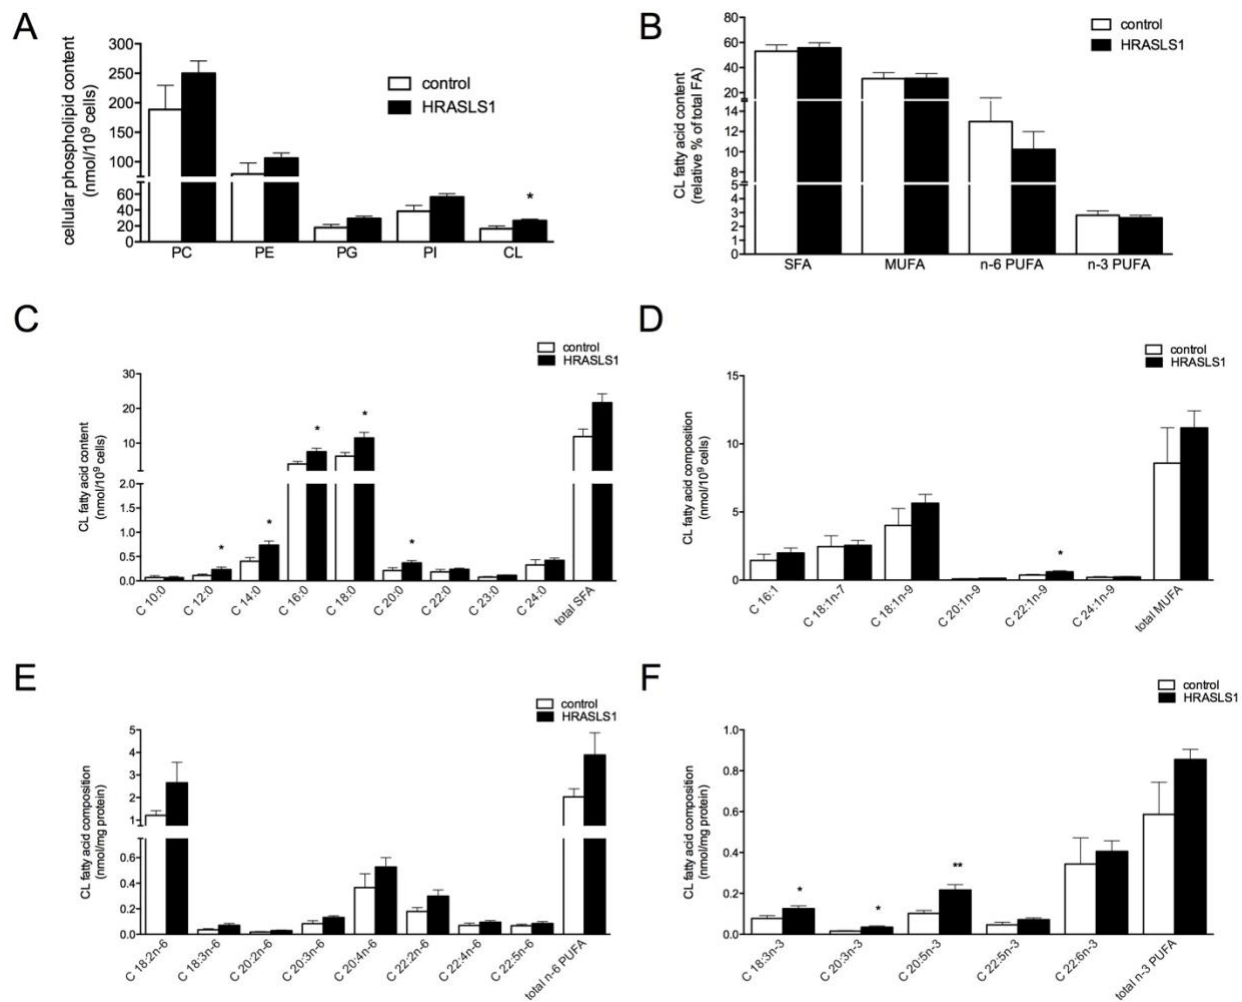 A
cellular phospholipid content
(nmol/10⁹ cells)
300
250
200
150
100
60
40
20
0
control
HRASLS1
*
PC PE PG PI CL
B
CL fatty acid content
(relative % of total FA)
80
60
40
20
14
12
10
8
5
4
3
2
1
0
control
HRASLS1
SFA MUFA n-6 PUFA n-3 PUFA
C
CL fatty acid content
(nmol/10⁹ cells)
30
20
10
2.0
1.5
1.0
0.5
0.0
control
HRASLS1
* * * * *
C 10:0 C 12:0 C 14:0 C 16:0 C 18:0 C 20:0 C 22:0 C 23:0 C 24:0 total SFA
D
CL fatty acid composition
(nmol/10⁹ cells)
15
10
5
0
control
HRASLS1
*
C 16:1 C 18:1n-7 C 18:1n-9 C 20:1n-9 C 22:1n-9 C 24:1n-9 total MUFA
E
CL fatty acid composition
(nmol/mg protein)
5
4
3
2
1
0.6
0.4
0.2
0.0
control
HRASLS1
C 18:2n-6 C 18:3n-6 C 20:2n-6 C 20:3n-6 C 20:4n-6 C 22:2n-6 C 22:4n-6 C 22:5n-6 total n-6 PUFA
F
CL fatty acid composition
(nmol/mg protein)
1.0
0.8
0.6
0.4
0.2
0.0
control
HRASLS1
* * **
C 18:3n-3 C 20:3n-3 C 20:5n-3 C 22:5n-3 C 22:6n-3 total n-3 PUFA